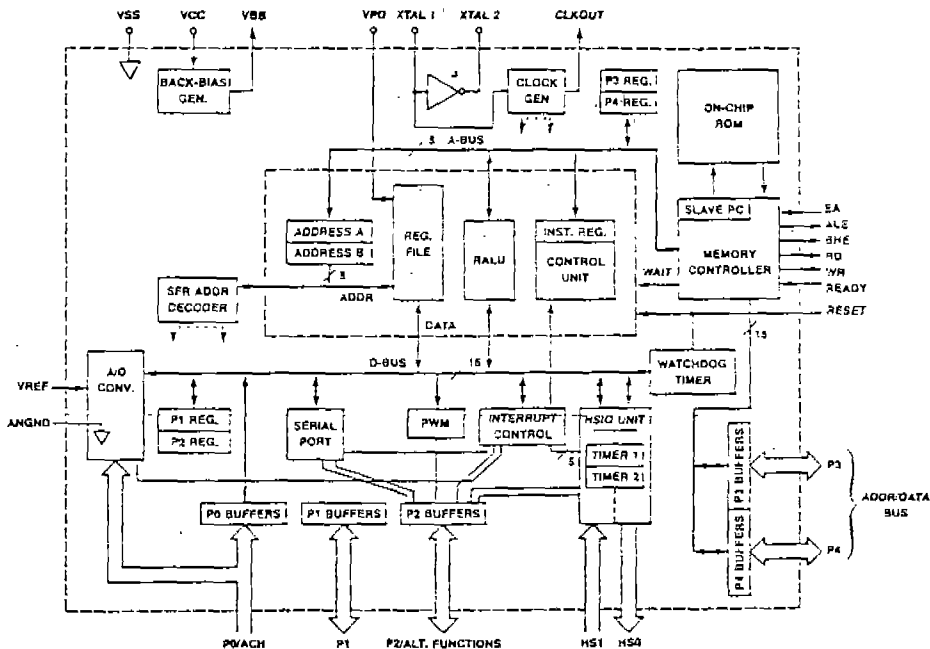 VSS
VCC
VBB
VPD
XTAL 1
XTAL 2
CLKOUT
BACK-BIAS
GEN.
CLOCK
GEN
P3 REG.
P4 REG.
ON-CHIP
ROM
8
A-BUS
SLAVE PC
MEMORY
CONTROLLER
EA
ALE
BHE
RD
WR
READY
RESET
ADDRESS A
ADDRESS B
8
ADDR
REG.
FILE
RALU
INST. REG.
CONTROL
UNIT
WAIT
DATA
SFR ADDR
DECODER
D-BUS
16
WATCHDOG
TIMER
VREF
ANGND
A/D
CONV.
P1 REG.
P2 REG.
SERIAL
PORT
PWM
INTERRUPT
CONTROL
HSIO UNIT
TIMER 1
TIMER 2
P0 BUFFERS
P1 BUFFERS
P2 BUFFERS
P3 BUFFERS
P4 BUFFERS
P3
P4
ADDR/DATA
BUS
P0/ACH
P1
P2/ALT. FUNCTIONS
HS1